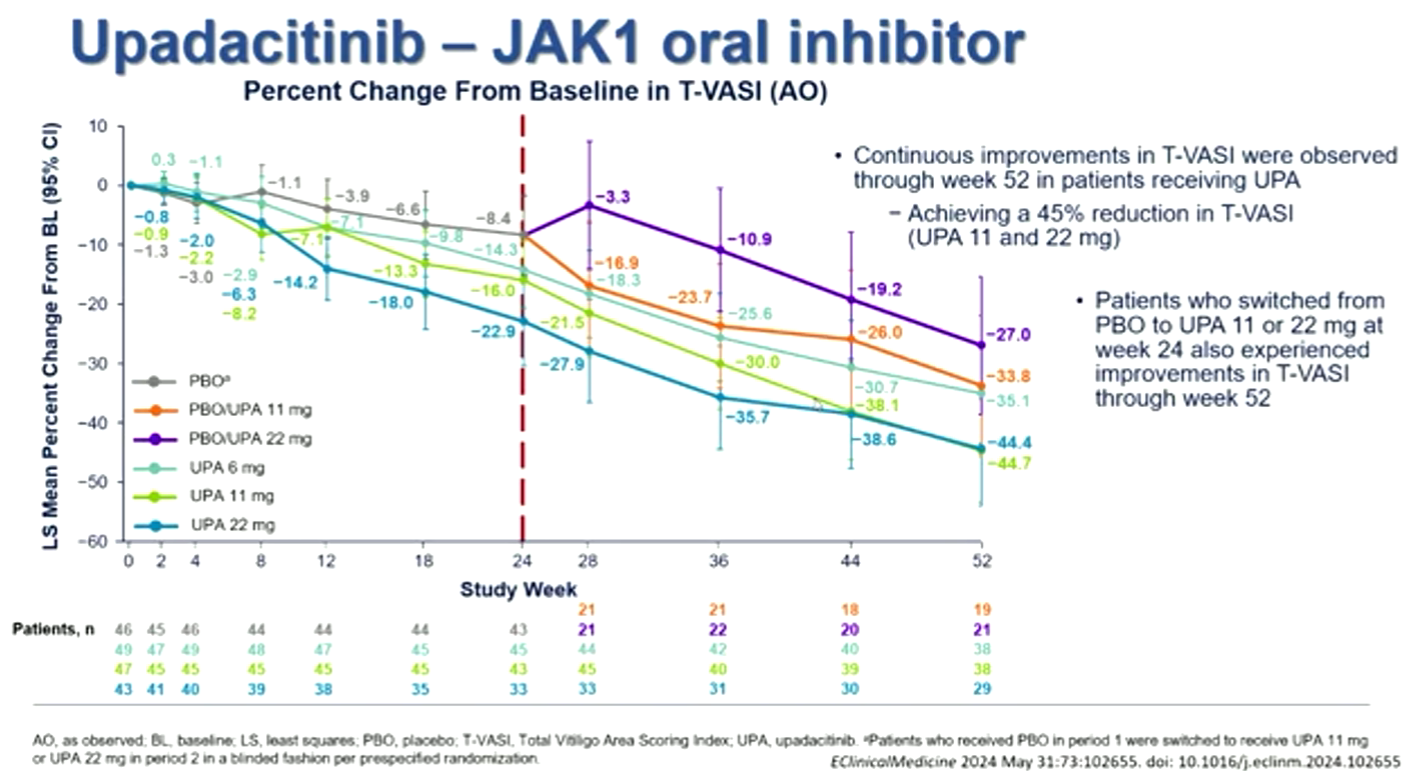 Upadacitinib – JAK1 oral inhibitor
Percent Change From Baseline in T-VASI (AO)
LS Mean Percent Change From BL (95% CI)
10
0
−10
−20
−30
−40
−50
−60
0.3
−1.1
−0.8
−0.9
−1.3
−2.0
−2.2
−3.0
−1.1
−2.9
−6.3
−8.2
−3.9
−7.1
−7.1
−14.2
−6.6
−9.8
−13.3
−18.0
−8.4
−14.3
−16.0
−22.9
−3.3
−16.9
−18.3
−21.5
−27.9
−10.9
−23.7
−25.6
−30.0
−35.7
−19.2
−26.0
−30.7
−38.1
−38.6
−27.0
−33.8
−35.1
−44.4
−44.7
PBOᵃ
PBO/UPA 11 mg
PBO/UPA 22 mg
UPA 6 mg
UPA 11 mg
UPA 22 mg
0 2 4 8 12 18 24 28 36 44 52
Study Week
21 21 18 19
Patients, n 46 45 46 44 44 44 43 21 22 20 21
49 47 49 48 47 45 45 44 42 40 38
47 45 45 45 45 45 43 45 40 39 38
43 41 40 39 38 35 33 33 31 30 29
• Continuous improvements in T-VASI were observed
through week 52 in patients receiving UPA
− Achieving a 45% reduction in T-VASI
(UPA 11 and 22 mg)
• Patients who switched from
PBO to UPA 11 or 22 mg at
week 24 also experienced
improvements in T-VASI
through week 52
AO, as observed; BL, baseline; LS, least squares; PBO, placebo; T-VASI, Total Vitiligo Area Scoring Index; UPA, upadacitinib. ᵃPatients who received PBO in period 1 were switched to receive UPA 11 mg
or UPA 22 mg in period 2 in a blinded fashion per prespecified randomization.
EClinicalMedicine 2024 May 31:73:102655. doi: 10.1016/j.eclinm.2024.102655